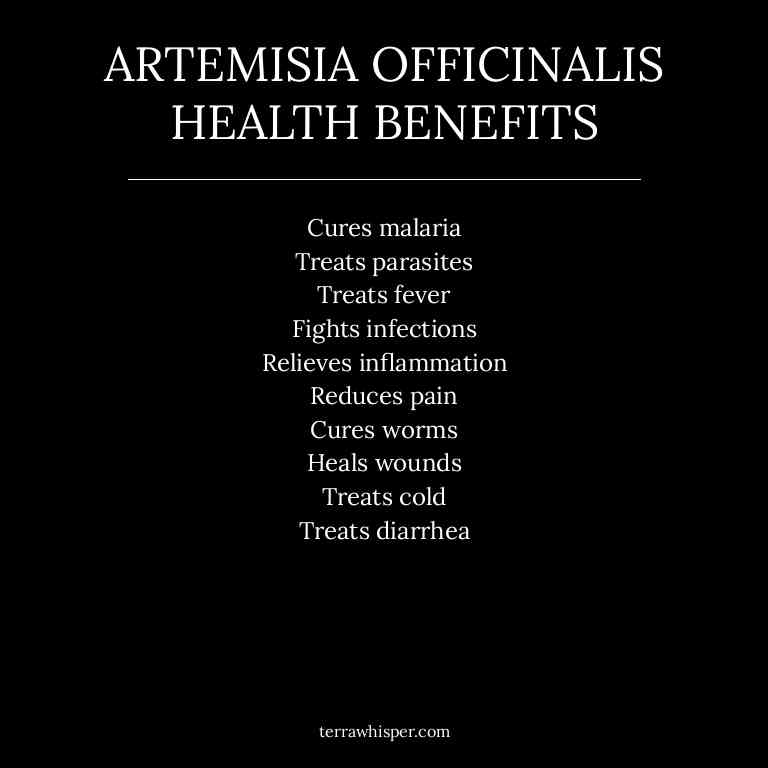 ARTEMISIA OFFICINALIS
HEALTH BENEFITS
Cures malaria
Treats parasites
Treats fever
Fights infections
Relieves inflammation
Reduces pain
Cures worms
Heals wounds
Treats cold
Treats diarrhea
terrawhisper.com